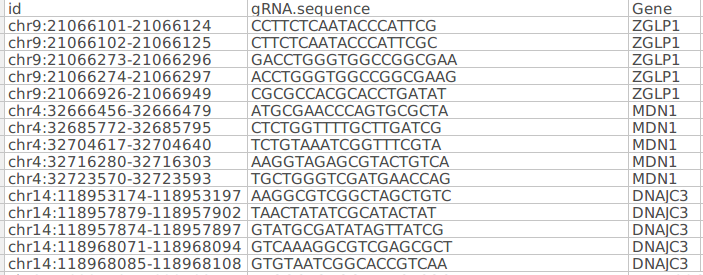 id gRNA.sequence Gene
chr9:21066101-21066124 CCTTCTCAATACCCATTCG ZGLP1
chr9:21066102-21066125 CTTCTCAATACCCATTCGC ZGLP1
chr9:21066273-21066296 GACCTGGGTGGCCGGCGAA ZGLP1
chr9:21066274-21066297 ACCTGGGTGGCCGGCGAAG ZGLP1
chr9:21066926-21066949 CGCGCCACGCACCTGATAT ZGLP1
chr4:32666456-32666479 ATGCGAACCCAGTGCGCTA MDN1
chr4:32685772-32685795 CTCTGGTTTTGCTTGATCG MDN1
chr4:32704617-32704640 TCTGTAAATCGGTTTCGTA MDN1
chr4:32716280-32716303 AAGGTAGAGCGTACTGTCA MDN1
chr4:32723570-32723593 TGCTGGGTCGATGAACCAG MDN1
chr14:118953174-118953197 AAGGCGTCGGCTAGCTGTC DNAJC3
chr14:118957879-118957902 TAACTATATCGCATACTAT DNAJC3
chr14:118957874-118957897 GTATGCGATATAGTTATCG DNAJC3
chr14:118968071-118968094 GTCAAAGGCGTCGAGCGCT DNAJC3
chr14:118968085-118968108 GTGTAATCGGCACCGTCAA DNAJC3